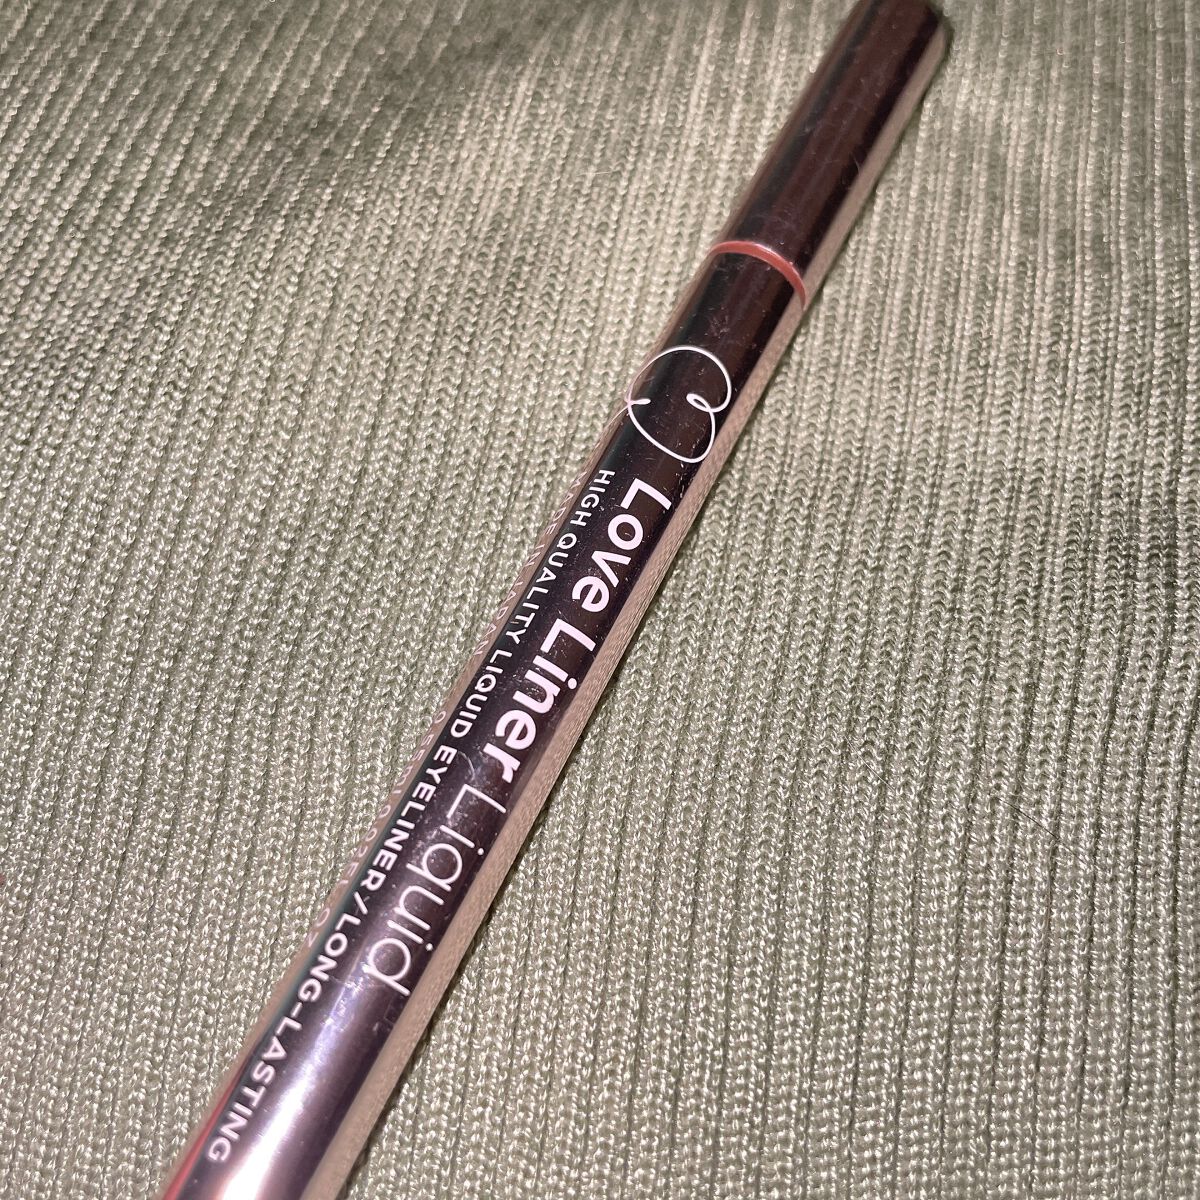 Love Liner Liquid
HIGH QUALITY LIQUID EYELINER/LONG-LASTING